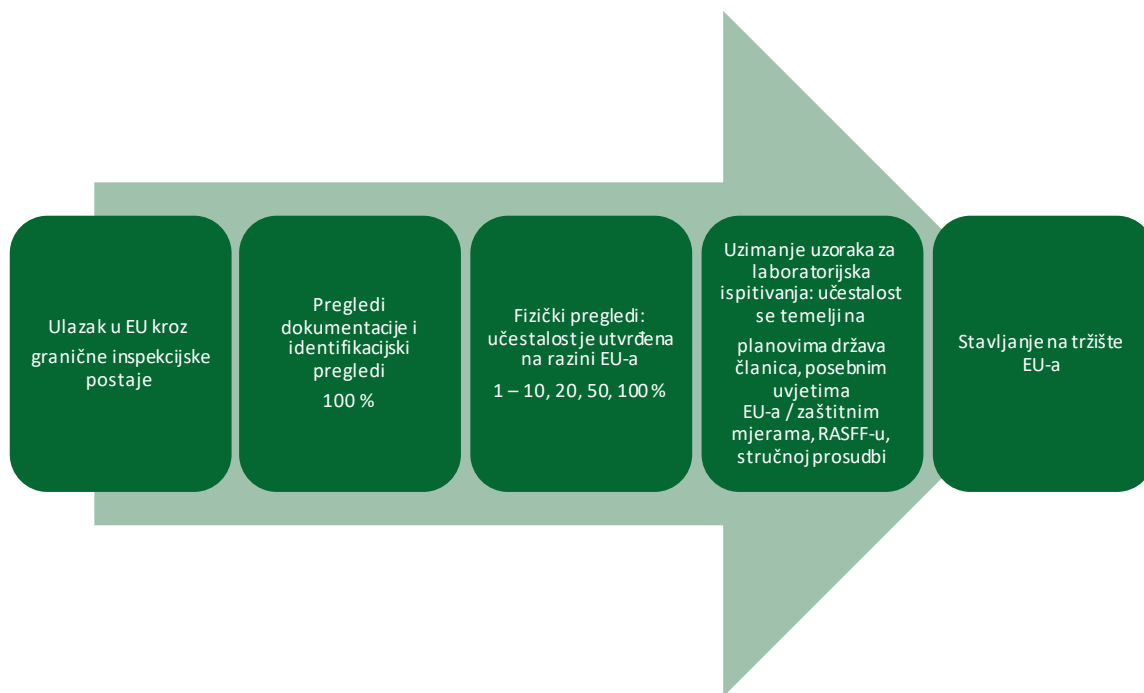 Ulazak u EU kroz
granične inspekcijske
postaje
Pregledi
dokumentacije i
identifikacijski
pregledi
100 %
Fizički pregledi:
učestalost je utvrđena
na razini EU-a
1 – 10, 20, 50, 100 %
Uzimanje uzoraka za
laboratorijska
ispitivanja: učestalost
se temelji na
planovima država
članica, posebnim
uvjetima
EU-a / zaštitnim
mjerama, RASFF-u,
stručnoj prosudbi
Stavljanje na tržište
EU-a